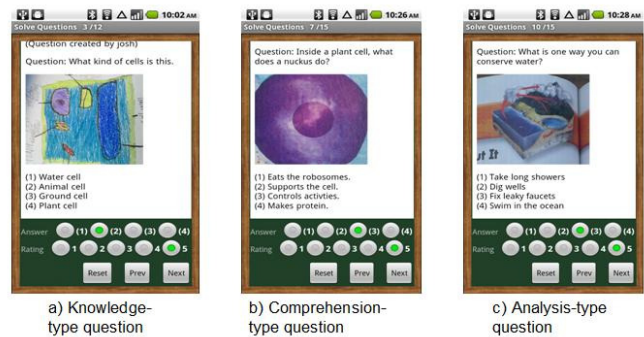 10:02 AM
Solve Questions 3 /12
(Question created by josh)
Question: What kind of cells is this.
(1) Water cell
(2) Animal cell
(3) Ground cell
(4) Plant cell
Answer (1) (2) (3) (4)
Rating 1 2 3 4 5
Reset Prev Next
a) Knowledge-
type question
10:26 AM
Solve Questions 7 /15
Question: Inside a plant cell, what
does a nuckus do?
(1) Eats the robosomes.
(2) Supports the cell.
(3) Controls activties.
(4) Makes protein.
Answer (1) (2) (3) (4)
Rating 1 2 3 4 5
Reset Prev Next
b) Comprehension-
type question
10:28 AM
Solve Questions 10 /15
Question: What is one way you can
conserve water?
ut It
(1) Take long showers
(2) Dig wells
(3) Fix leaky faucets
(4) Swim in the ocean
Answer (1) (2) (3) (4)
Rating 1 2 3 4 5
Reset Prev Next
c) Analysis-type
question